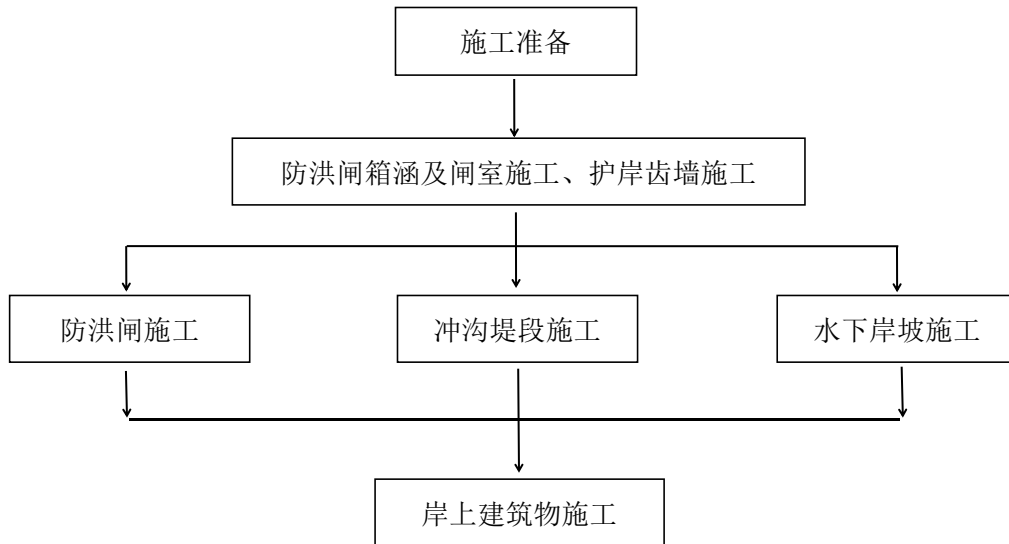 施工准备
防洪闸箱涵及闸室施工、护岸齿墙施工
防洪闸施工
冲沟堤段施工
水下岸坡施工
岸上建筑物施工